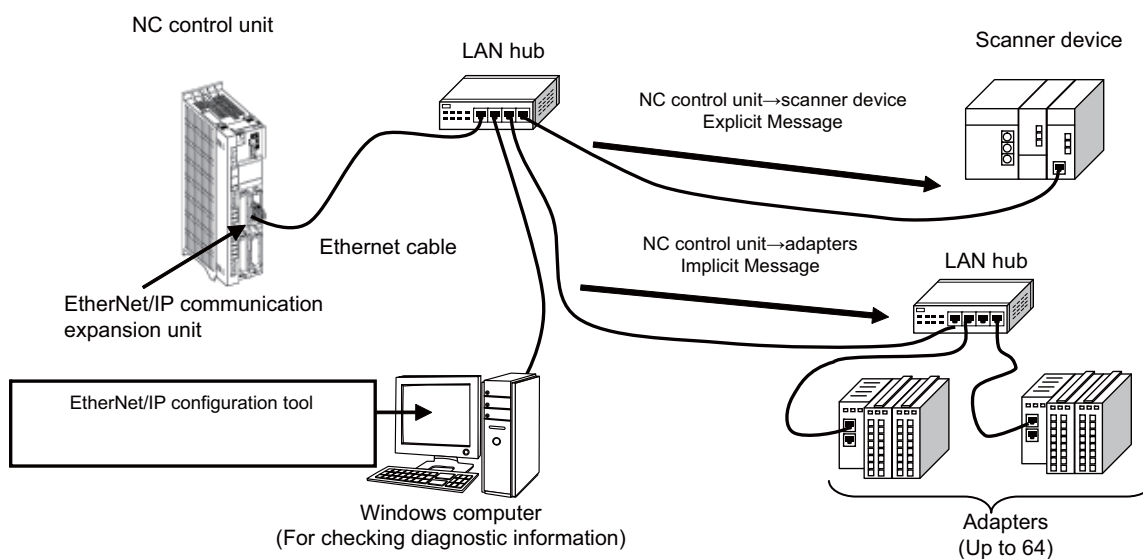 NC control unit
LAN hub
Scanner device
NC control unit→scanner device
Explicit Message
Ethernet cable
NC control unit→adapters
Implicit Message
LAN hub
EtherNet/IP communication
expansion unit
EtherNet/IP configuration tool
Windows computer
(For checking diagnostic information)
Adapters
(Up to 64)